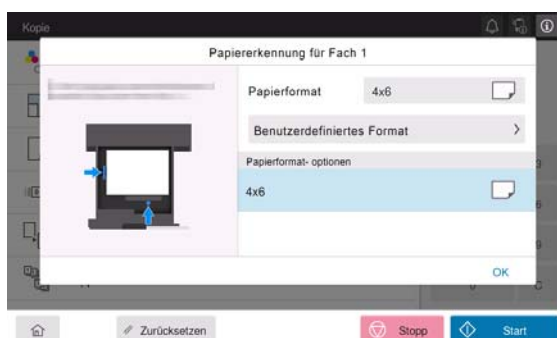 Kopie
Papiererkennung für Fach 1
Papierformat
4x6
Benutzerdefiniertes Format
Papierformat- optionen
4x6
OK
Zurücksetzen
Stopp
Start